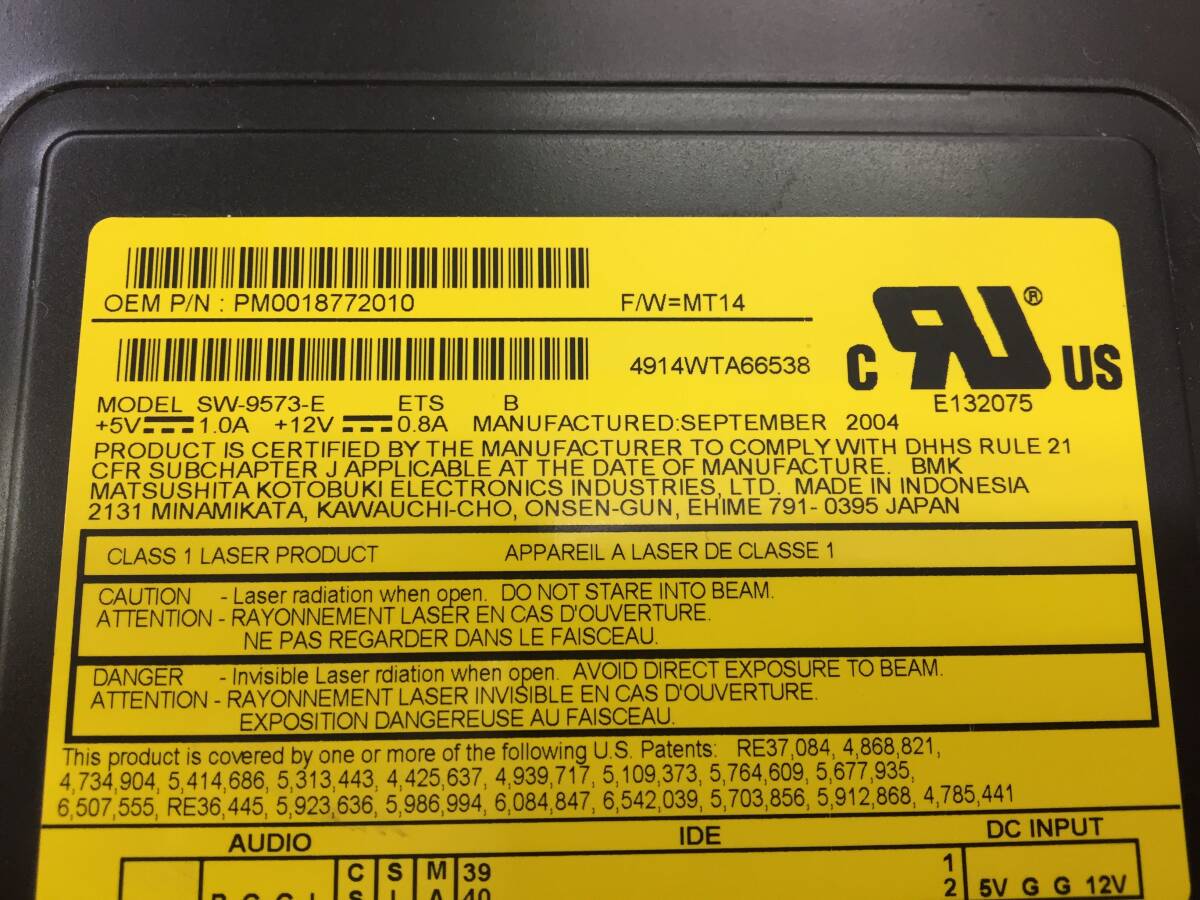 OEM P/N : PM0018772010 F/W=MT14
4914WTA66538
C RU ® US
MODEL SW-9573-E ETS B E132075
+5V 1.0A +12V 0.8A MANUFACTURED:SEPTEMBER 2004
PRODUCT IS CERTIFIED BY THE MANUFACTURER TO COMPLY WITH DHHS RULE 21
CFR SUBCHAPTER J APPLICABLE AT THE DATE OF MANUFACTURE. BMK
MATSUSHITA KOTOBUKI ELECTRONICS INDUSTRIES, LTD. MADE IN INDONESIA
2131 MINAMIKATA, KAWAUCHI-CHO, ONSEN-GUN, EHIME 791- 0395 JAPAN
CLASS 1 LASER PRODUCT APPAREIL A LASER DE CLASSE 1
CAUTION - Laser radiation when open. DO NOT STARE INTO BEAM.
ATTENTION - RAYONNEMENT LASER EN CAS D'OUVERTURE.
NE PAS REGARDER DANS LE FAISCEAU.
DANGER - Invisible Laser rdiation when open. AVOID DIRECT EXPOSURE TO BEAM.
ATTENTION - RAYONNEMENT LASER INVISIBLE EN CAS D'OUVERTURE.
EXPOSITION DANGEREUSE AU FAISCEAU.
This product is covered by one or more of the following U.S. Patents: RE37,084, 4,868,821,
4,734,904, 5,414,686, 5,313,443, 4,425,637, 4,939,717, 5,109,373, 5,764,609, 5,677,935,
6,507,555, RE36,445, 5,923,636, 5,986,994, 6,084,847, 6,542,039, 5,703,856, 5,912,868, 4,785,441
AUDIO IDE DC INPUT
C S M 39 1
40 2 5V G G 12V